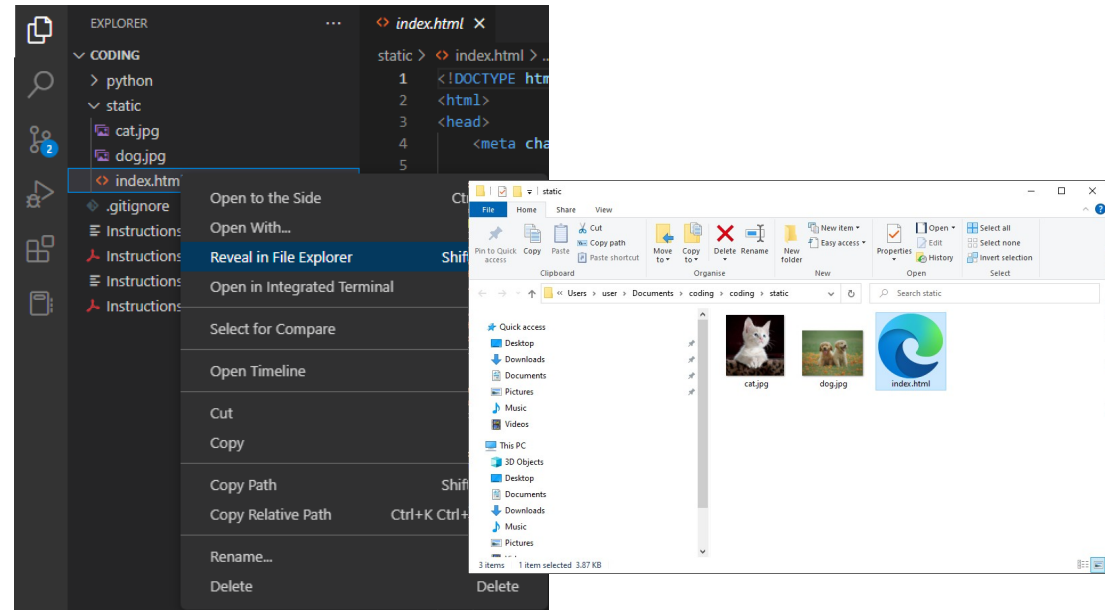 EXPLORER
···
index.html
CODING
static > index.html > ..
python
static
cat.jpg
dog.jpg
index.htm
.gitignore
Instructions
Instructions
Instructions
Instructions
2
1 <!DOCTYPE htm
2 <html>
3 <head>
4 <meta cha
5
Open to the Side
Open With...
Reveal in File Explorer Shif
Open in Integrated Terminal
Select for Compare
Open Timeline
Cut
Copy
Copy Path Shif
Copy Relative Path Ctrl+K Ctrl+
Rename...
Delete Delete
static
File Home Share View
Pin to Quick access
Copy
Paste
Cut
Copy path
Paste shortcut
Clipboard
Move to
Copy to
Delete
Rename
Organise
New folder
New item
Easy access
New
Properties
Open
Edit
History
Open
Select all
Select none
Invert selection
Select
« Users > user > Documents > coding > coding > static
Search static
Quick access
Desktop
Downloads
Documents
Pictures
Music
Videos
This PC
3D Objects
Desktop
Documents
Downloads
Music
Pictures
cat.jpg
dog.jpg
index.html
3 items 1 item selected 3.87 KB